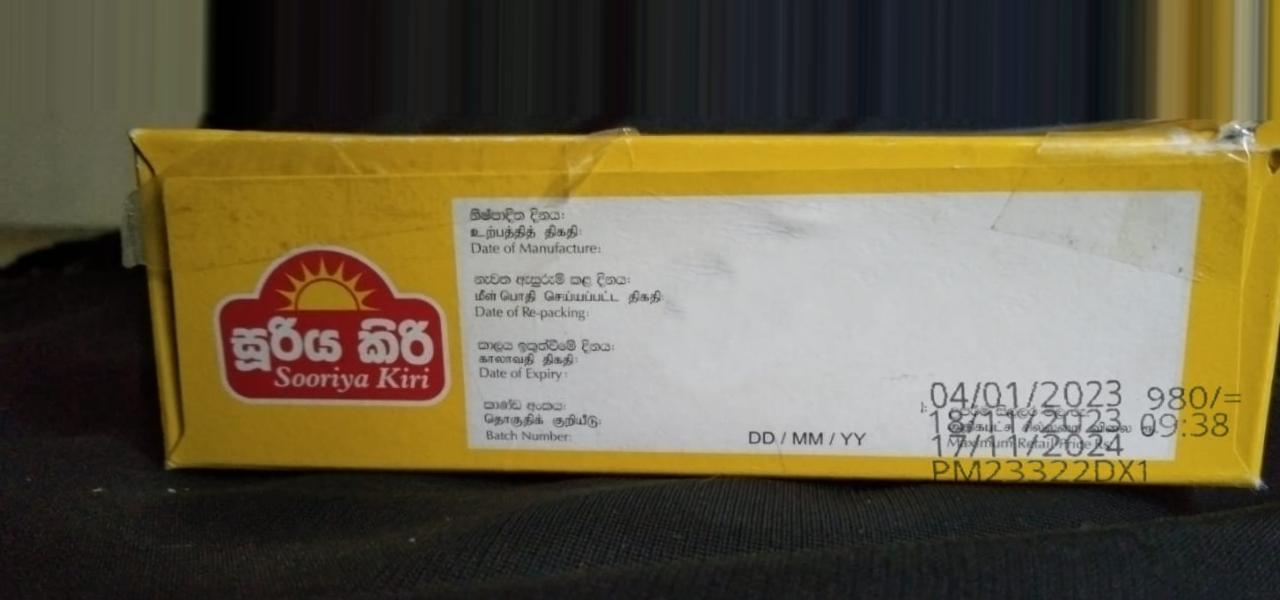 සූරිය කිරි
Sooriya Kiri
නිෂ්පාදිත දිනය:
உற்பத்தித் திகதி:
Date of Manufacture:
නැවත ඇසුරුම් කළ දිනය:
மீள் பொதி செய்யப்பட்ட திகதி:
Date of Re-packing:
කාලය ඉකුත්වීමේ දිනය:
காலாவதி திகதி:
Date of Expiry:
කාණ්ඩ අංකය:
தொகுதிக் குறியீடு:
Batch Number:
DD / MM / YY
04/01/2023 980/=
18/11/2023 09:38
Maximum Retail Price Rs.
17/11/2024
PM23322DX1